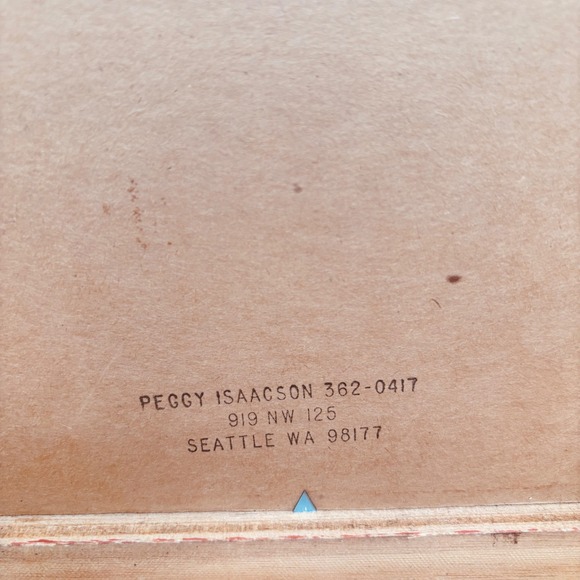 PEGGY ISAACSON 362-0417
919 NW 125
SEATTLE WA 98177